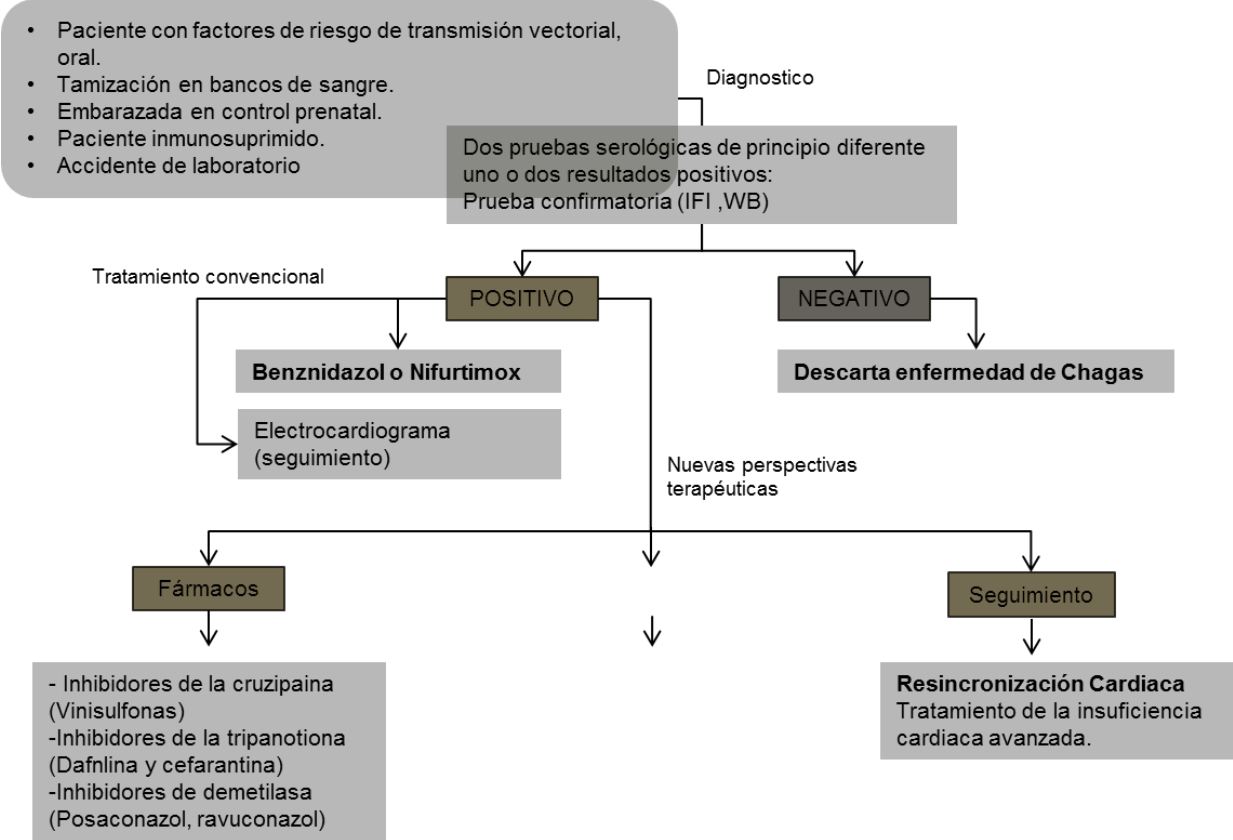 • Paciente con factores de riesgo de transmisión vectorial,
oral.
• Tamización en bancos de sangre.
• Embarazada en control prenatal.
• Paciente inmunosuprimido.
• Accidente de laboratorio
Diagnostico
Dos pruebas serológicas de principio diferente
uno o dos resultados positivos:
Prueba confirmatoria (IFI ,WB)
Tratamiento convencional
POSITIVO
NEGATIVO
Benznidazol o Nifurtimox
Descarta enfermedad de Chagas
Electrocardiograma
(seguimiento)
Nuevas perspectivas
terapéuticas
Fármacos
Seguimiento
- Inhibidores de la cruzipaina
(Vinisulfonas)
-Inhibidores de la tripanotiona
(Dafnlina y cefarantina)
-Inhibidores de demetilasa
(Posaconazol, ravuconazol)
Resincronización Cardiaca
Tratamiento de la insuficiencia
cardiaca avanzada.